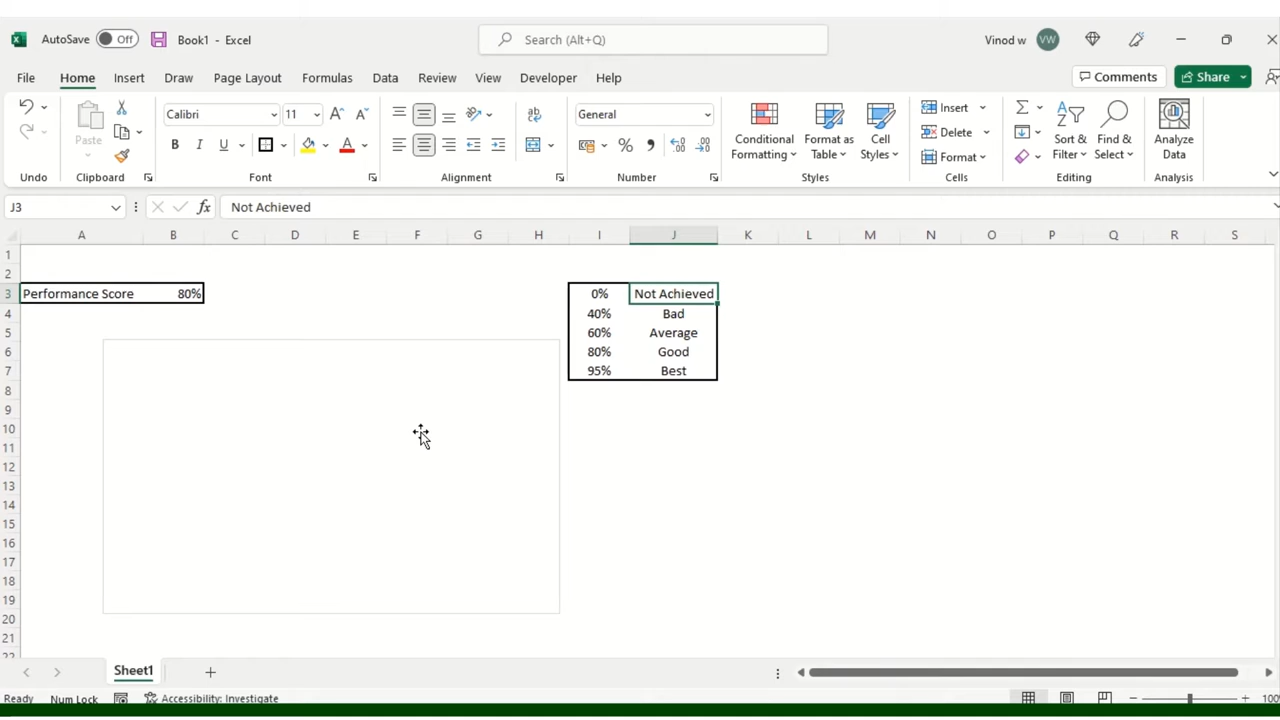 AutoSave Off Book1 - Excel Search (Alt+Q) Vinod w VW
File Home Insert Draw Page Layout Formulas Data Review View Developer Help Comments Share
Undo
Paste
Clipboard
Calibri 11
B I U
Font
ab
Alignment
General
%
Number
Conditional Formatting
Format as Table
Cell Styles
Styles
Insert
Delete
Format
Cells
Sort & Filter
Find & Select
Editing
Analyze Data
Analysis
J3 fx Not Achieved
A B C D E F G H I J K L M N O P Q R S
1
2
3 Performance Score 80% 0% Not Achieved
4 40% Bad
5 60% Average
6 80% Good
7 95% Best
8
9
10
11
12
13
14
15
16
17
18
19
20
21
22
Sheet1
Ready Num Lock Accessibility: Investigate